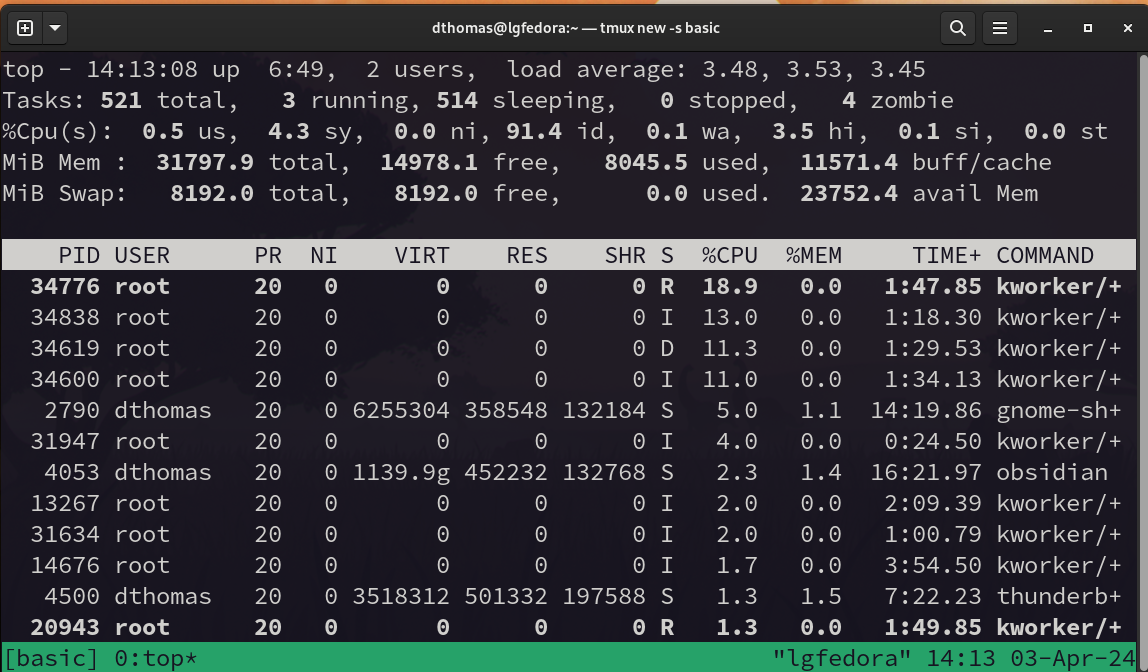 dthomas@lgfedora:~ — tmux new -s basic
top - 14:13:08 up  6:49,  2 users,  load average: 3.48, 3.53, 3.45
Tasks: 521 total,   3 running, 514 sleeping,   0 stopped,   4 zombie
%Cpu(s):  0.5 us,  4.3 sy,  0.0 ni, 91.4 id,  0.1 wa,  3.5 hi,  0.1 si,  0.0 st
MiB Mem :  31797.9 total,  14978.1 free,   8045.5 used,  11571.4 buff/cache
MiB Swap:   8192.0 total,   8192.0 free,      0.0 used.  23752.4 avail Mem
    PID USER      PR  NI    VIRT    RES    SHR S  %CPU  %MEM     TIME+ COMMAND
  34776 root      20   0       0      0      0 R  18.9   0.0   1:47.85 kworker/+
  34838 root      20   0       0      0      0 I  13.0   0.0   1:18.30 kworker/+
  34619 root      20   0       0      0      0 D  11.3   0.0   1:29.53 kworker/+
  34600 root      20   0       0      0      0 I  11.0   0.0   1:34.13 kworker/+
   2790 dthomas   20   0 6255304 358548 132184 S   5.0   1.1  14:19.86 gnome-sh+
  31947 root      20   0       0      0      0 I   4.0   0.0   0:24.50 kworker/+
   4053 dthomas   20   0 1139.9g 452232 132768 S   2.3   1.4  16:21.97 obsidian
  13267 root      20   0       0      0      0 I   2.0   0.0   2:09.39 kworker/+
  31634 root      20   0       0      0      0 I   2.0   0.0   1:00.79 kworker/+
  14676 root      20   0       0      0      0 I   1.7   0.0   3:54.50 kworker/+
   4500 dthomas   20   0 3518312 501332 197588 S   1.3   1.5   7:22.23 thunderb+
  20943 root      20   0       0      0      0 R   1.3   0.0   1:49.85 kworker/+
[basic] 0:top* "lgfedora" 14:13 03-Apr-24